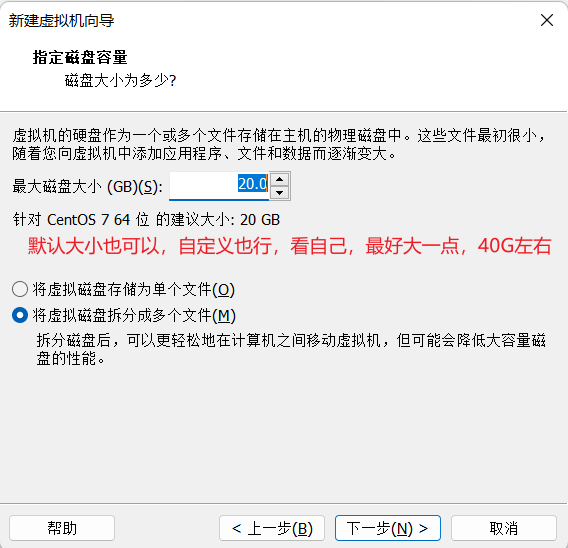 新建虚拟机向导
指定磁盘容量
磁盘大小为多少?
虚拟机的硬盘作为一个或多个文件存储在主机的物理磁盘中。这些文件最初很小，
随着您向虚拟机中添加应用程序、文件和数据而逐渐变大。
最大磁盘大小 (GB)(S): 20.0
针对 CentOS 7 64 位 的建议大小: 20 GB
默认大小也可以，自定义也行，看自己，最好大一点，40G左右
将虚拟磁盘存储为单个文件(O)
将虚拟磁盘拆分成多个文件(M)
拆分磁盘后，可以更轻松地在计算机之间移动虚拟机，但可能会降低大容量磁
盘的性能。
帮助 < 上一步(B) 下一步(N) > 取消